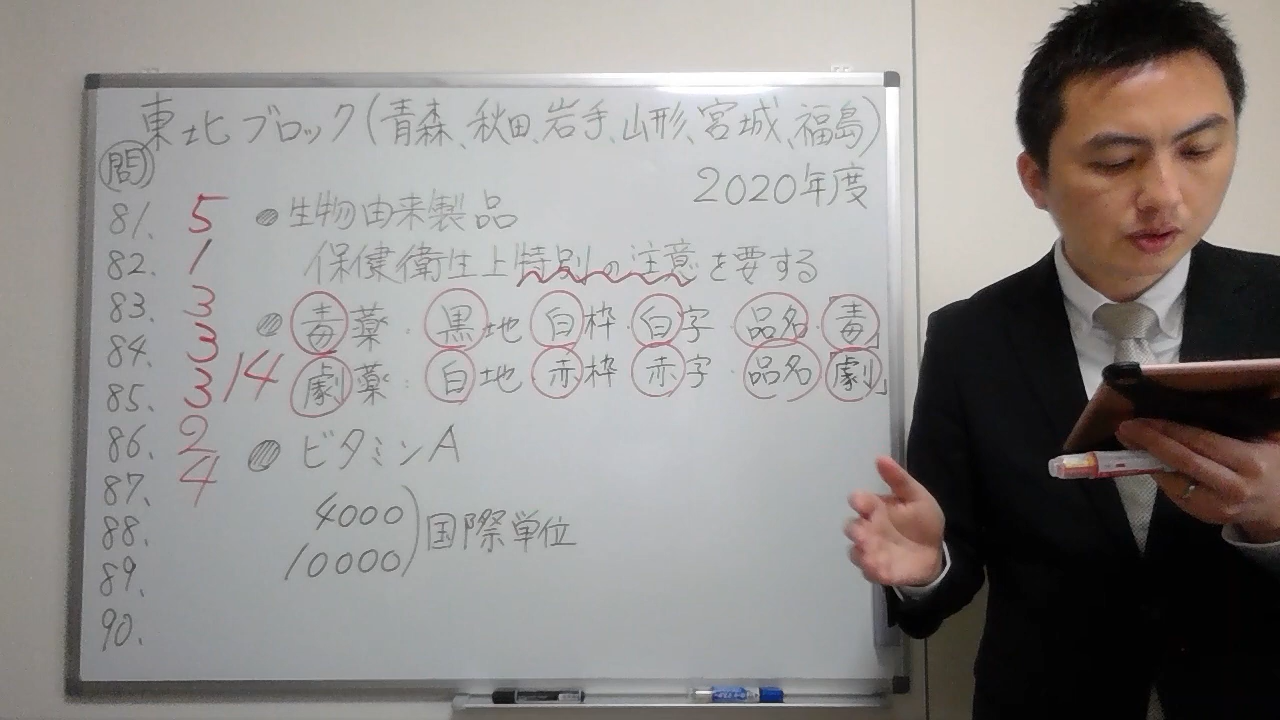 東北ブロック(青森、秋田、岩手、山形、宮城、福島)
2020年度
問
81. 5 ●生物由来製品
82. 1 保健衛生上特別の注意を要する
83. 3 ●毒薬:黒地・白枠・白字・品名・「毒」
84. 3
85. 3 14 劇薬:白地・赤枠・赤字・品名・「劇」
86. 2 ●ビタミンA
87. 4
88. 4000
10000)国際単位
89.
90.